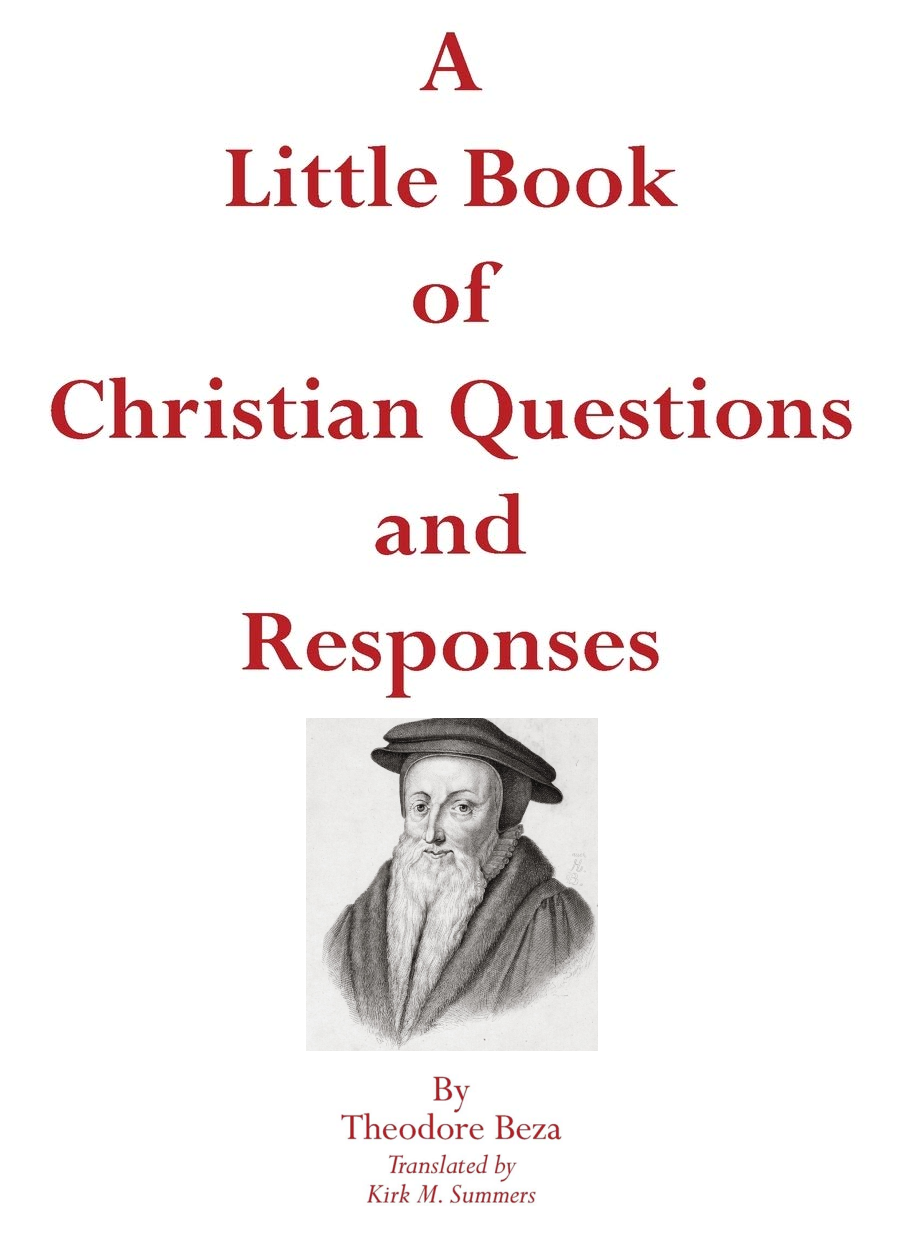 A
Little Book
of
Christian Questions
and
Responses
By
Theodore Beza
Translated by
Kirk M. Summers